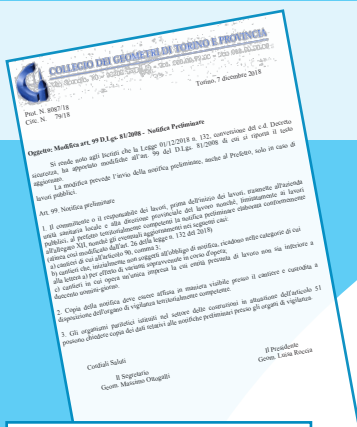 COLLEGIO DEI GEOMETRI DI TORINO E PROVINCIA
Prot. N. 8087/18
Circ. N. 79/18
Torino, 7 dicembre 2018
Oggetto: Modifica art. 99 D.Lgs. 81/2008 - Notifica Preliminare
Si rende noto agli Iscritti che la Legge 01/12/2018 n. 132, conversione del c.d. Decreto
sicurezza, ha apportato modifiche all'art. 99 del D.Lgs. 81/2008 di cui si riporta il testo
aggiornato.
La modifica prevede l'invio della notifica preliminare, anche al Prefetto, solo in caso di
lavori pubblici.
Art. 99. Notifica preliminare
1. Il committente o il responsabile dei lavori, prima dell'inizio dei lavori, trasmette all'azienda
unità sanitaria locale e alla direzione provinciale del lavoro nonché, limitatamente ai lavori
pubblici, al prefetto territorialmente competenti la notifica preliminare elaborata conformemente
all'allegato XII, nonché gli eventuali aggiornamenti nei seguenti casi:
(alinea così modificato dall'art. 26 della legge n. 132 del 2018)
a) cantieri di cui all'articolo 90, comma 3;
b) cantieri che, inizialmente non soggetti all'obbligo di notifica, ricadono nelle categorie di cui
alla lettera a) per effetto di varianti sopravvenute in corso d'opera;
c) cantieri in cui opera un'unica impresa la cui entità presunta di lavoro non sia inferiore a
duecento uomini-giorno.
2. Copia della notifica deve essere affissa in maniera visibile presso il cantiere e custodita a
disposizione dell'organo di vigilanza territorialmente competente.
3. Gli organismi paritetici istituiti nel settore delle costruzioni in attuazione dell'articolo 51
possono chiedere copia dei dati relativi alle notifiche preliminari presso gli organi di vigilanza.
Cordiali Saluti
Il Segretario
Geom. Massimo Ottogalli
Il Presidente
Geom. Luisa Roccia